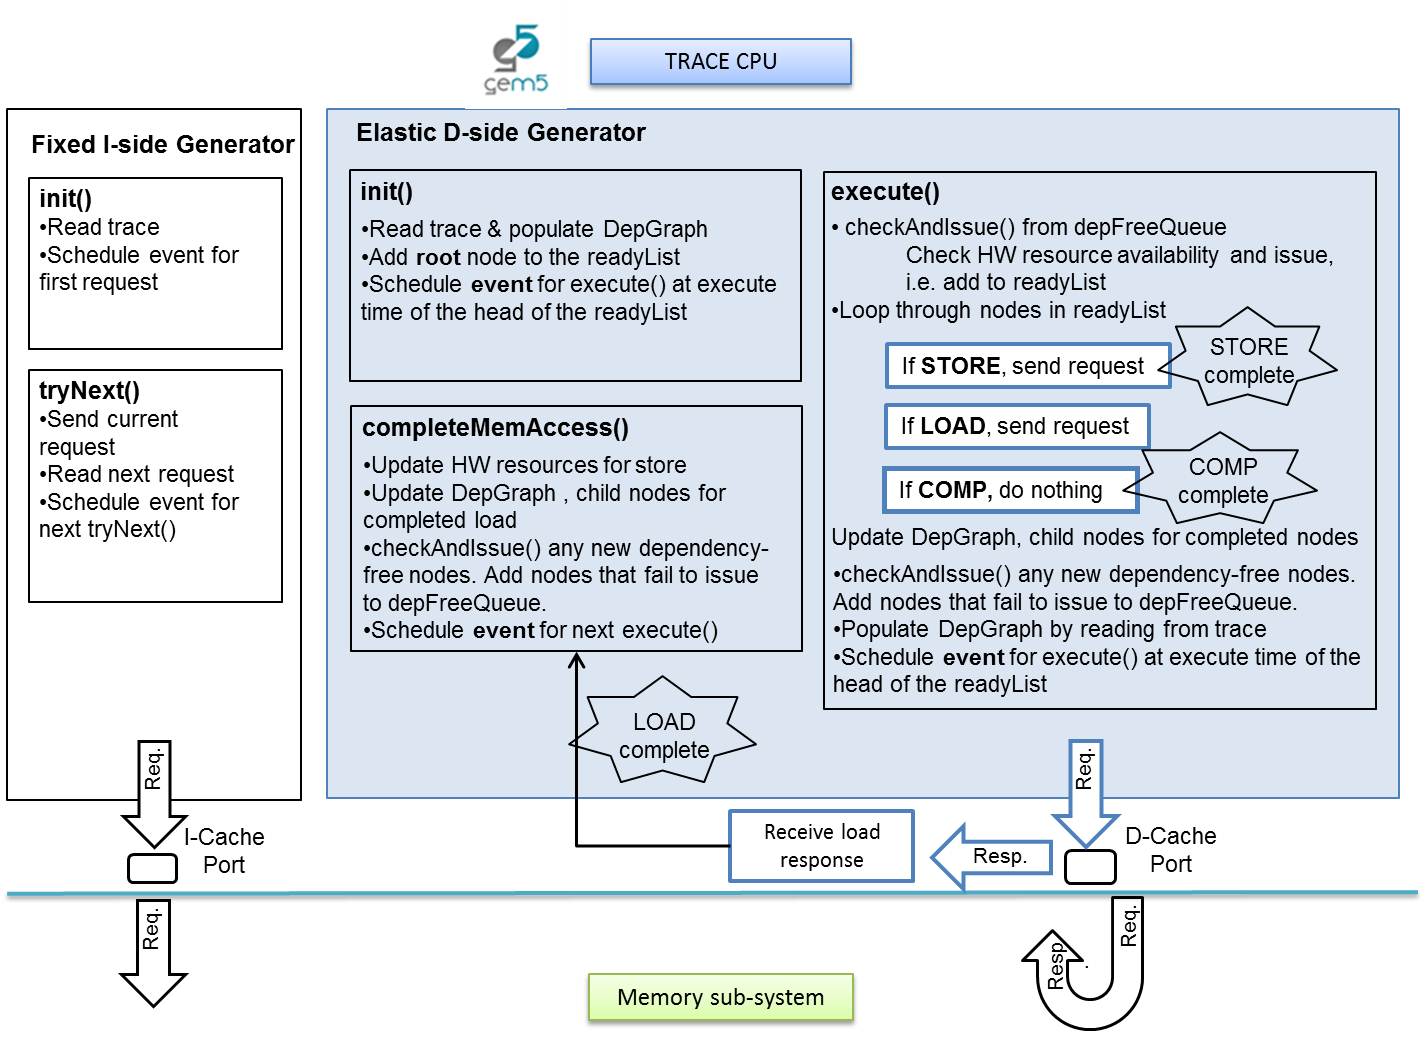 gem5
TRACE CPU
Fixed I-side Generator
init()
•Read trace
•Schedule event for
first request
tryNext()
•Send current
request
•Read next request
•Schedule event for
next tryNext()
Elastic D-side Generator
init()
•Read trace & populate DepGraph
•Add root node to the readyList
•Schedule event for execute() at execute
time of the head of the readyList
completeMemAccess()
•Update HW resources for store
•Update DepGraph , child nodes for
completed load
•checkAndIssue() any new dependency-
free nodes. Add nodes that fail to issue
to depFreeQueue.
•Schedule event for next execute()
execute()
• checkAndIssue() from depFreeQueue
Check HW resource availability and issue,
i.e. add to readyList
•Loop through nodes in readyList
If STORE, send request
STORE
complete
If LOAD, send request
If COMP, do nothing
COMP
complete
Update DepGraph, child nodes for completed nodes
•checkAndIssue() any new dependency-free nodes.
Add nodes that fail to issue to depFreeQueue.
•Populate DepGraph by reading from trace
•Schedule event for execute() at execute time of the
head of the readyList
LOAD
complete
Req.
I-Cache
Port
Req.
Receive load
response
Resp.
Req.
D-Cache
Port
Req.
Resp
.
Memory sub-system